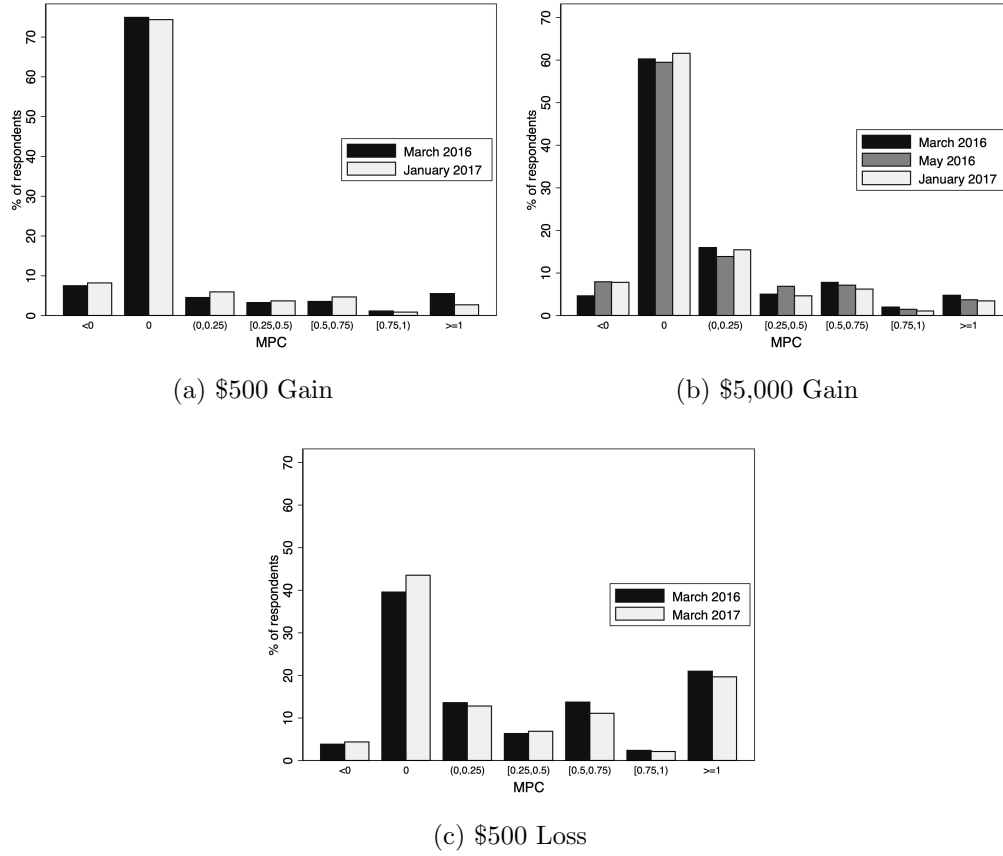 % of respondents
70
60
50
40
30
20
10
0
March 2016
January 2017
<0
0
(0,0.25)
[0.25,0.5)
[0.5,0.75)
[0.75,1)
>=1
MPC
(a) $500 Gain
% of respondents
70
60
50
40
30
20
10
0
March 2016
May 2016
January 2017
<0
0
(0,0.25)
[0.25,0.5)
[0.5,0.75)
[0.75,1)
>=1
MPC
(b) $5,000 Gain
% of respondents
70
60
50
40
30
20
10
0
March 2016
March 2017
<0
0
(0,0.25)
[0.25,0.5)
[0.5,0.75)
[0.75,1)
>=1
MPC
(c) $500 Loss